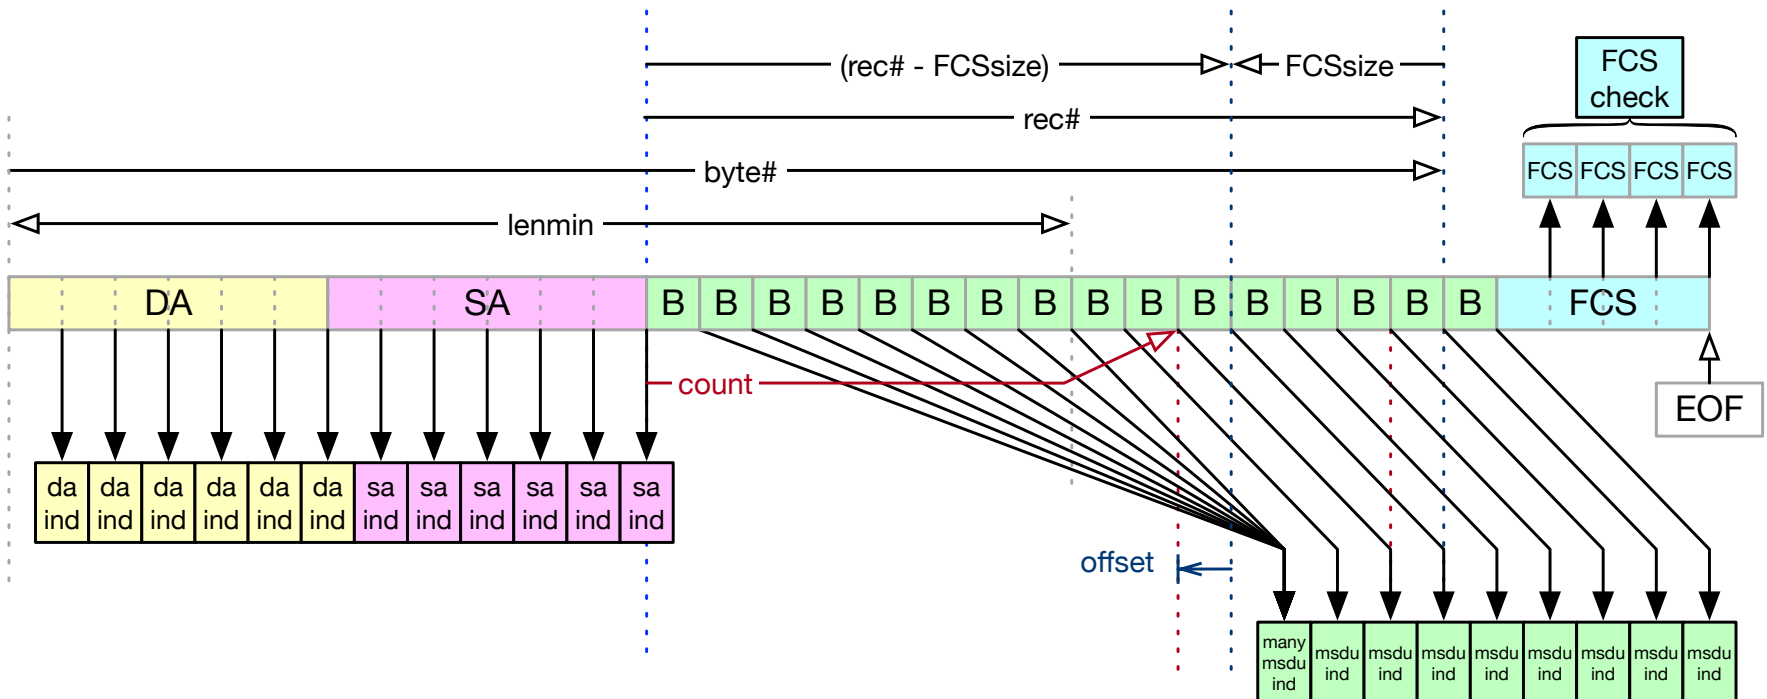 (rec# - FCSsize)
FCSsize
FCS
check
rec#
byte#
FCS FCS FCS FCS
lenmin
DA SA B B B B B B B B B B B B B B B B FCS
count
EOF
da da da da da da sa sa sa sa sa sa
ind ind ind ind ind ind ind ind ind ind ind ind
offset
many
msdu msdu msdu msdu msdu msdu msdu msdu msdu
ind ind ind ind ind ind ind ind ind